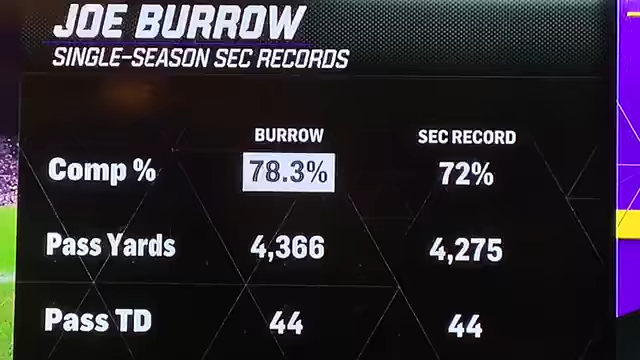 JOE BURROW
SINGLE-SEASON SEC RECORDS
BURROW SEC RECORD
Comp % 78.3% 72%
Pass Yards 4,366 4,275
Pass TD 44 44